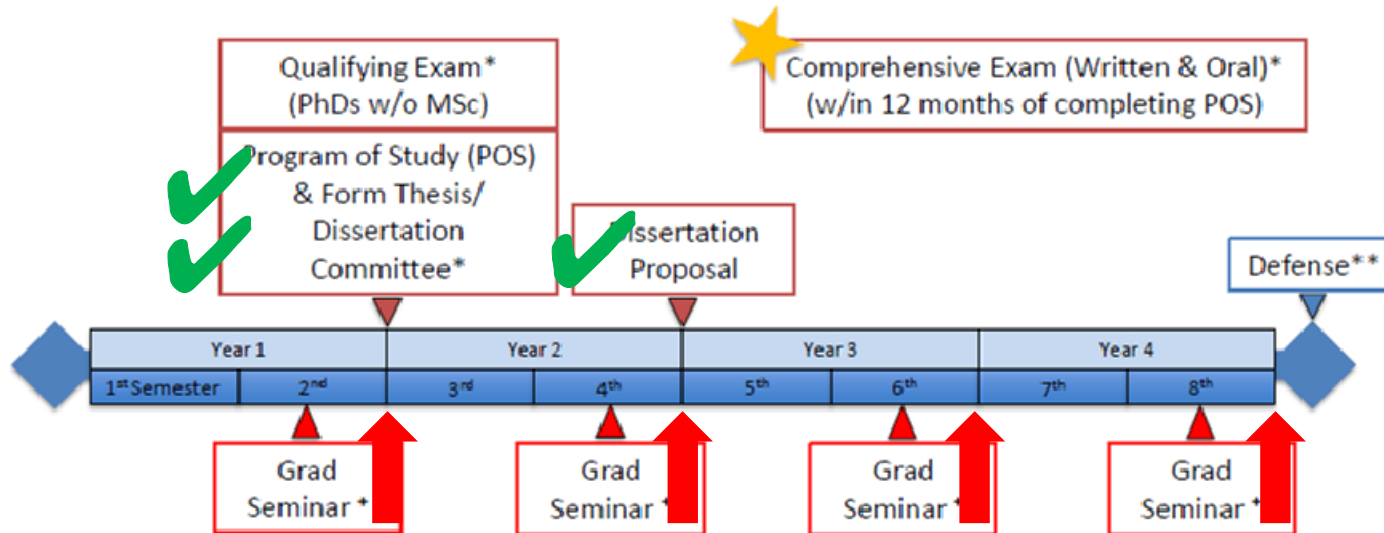 Qualifying Exam*
(PhDs w/o MSc)
Comprehensive Exam (Written & Oral)*
(w/in 12 months of completing POS)
Program of Study (POS)
& Form Thesis/
Dissertation
Committee*
Dissertation
Proposal
Defense**
Year 1
Year 2
Year 3
Year 4
1st Semester
2nd
3rd
4th
5th
6th
7th
8th
Grad
Seminar +
Grad
Seminar +
Grad
Seminar +
Grad
Seminar +